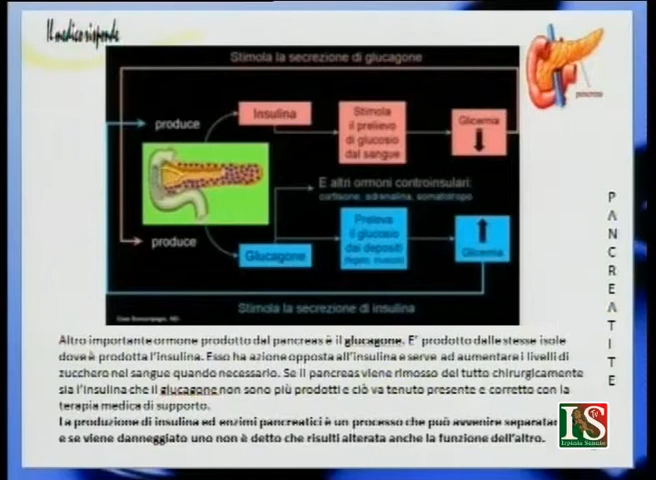 Il medico risponde
Stimola la secrezione di glucagone
pancreas
produce
Insulina
Stimola
il prelievo
di glucosio
dal sangue
Glicemia
E altri ormoni controinsulari:
cortisone, adrenalina, somatotropo
produce
Glucagone
Preleva
il glucosio
dai depositi
(fegato, muscoli)
Glicemia
Stimola la secrezione di insulina
PANCREATITE
Altro importante ormone prodotto dal pancreas è il glucagone. E' prodotto dalle stesse isole
dove è prodotta l'insulina. Esso ha azione opposta all'insulina e serve ad aumentare i livelli di
zucchero nel sangue quando necessario. Se il pancreas viene rimosso del tutto chirurgicamente
sia l'insulina che il glucagone non sono più prodotti e ciò va tenuto presente e corretto con la
terapia medica di supporto.
La produzione di insulina ed enzimi pancreatici è un processo che può avvenire separatam
e se viene danneggiato uno non è detto che risulti alterata anche la funzione dell'altro.
IS
Tv
Irpinia Sannio